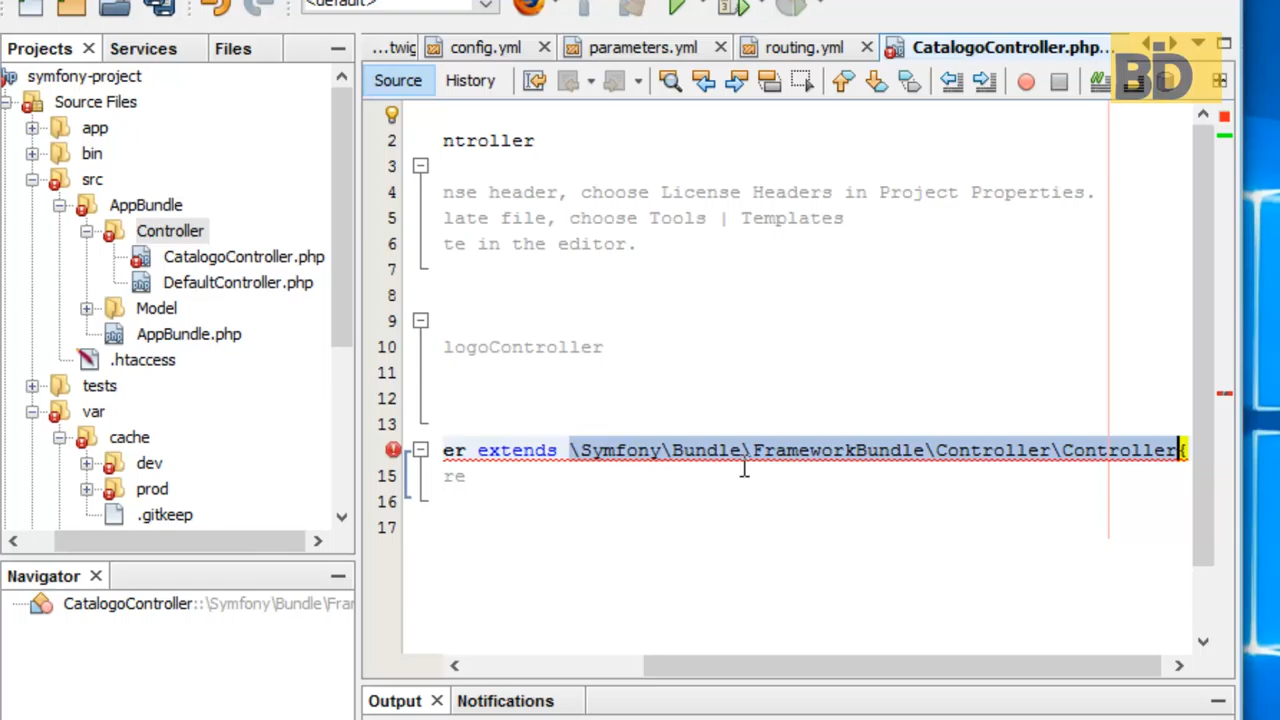 <default>
Projects Services Files
...twig config.yml parameters.yml routing.yml CatalogoController.php...
BD
Source History
symfony-project
Source Files
app
bin
src
AppBundle
Controller
CatalogoController.php
DefaultController.php
Model
AppBundle.php
.htaccess
tests
var
cache
dev
prod
.gitkeep
2 ntroller
3
4 nse header, choose License Headers in Project Properties.
5 late file, choose Tools | Templates
6 te in the editor.
7
8
9
10 logoController
11
12
13
er extends \Symfony\Bundle\FrameworkBundle\Controller\Controller{
15 re
16
17
Navigator
CatalogoController::\Symfony\Bundle\Fra
Output Notifications